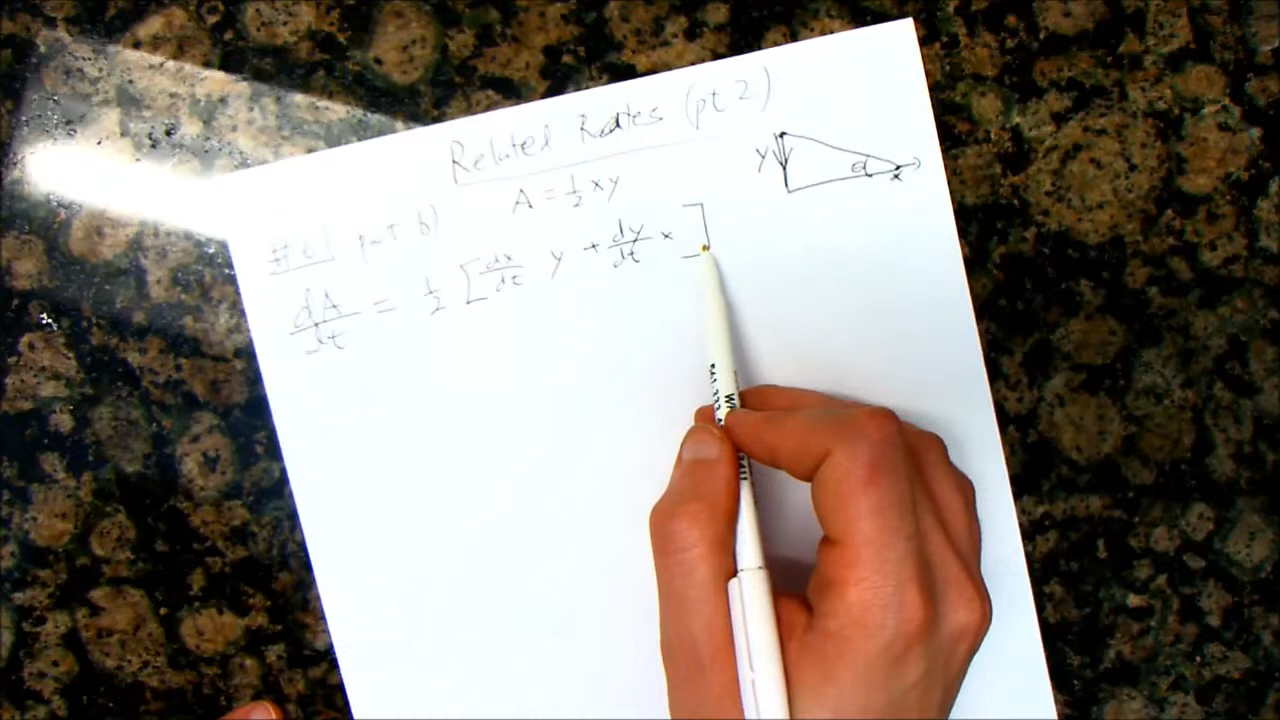 Related Rates (pt 2)
A = 1/2 xy
y θ x
#6 part b)
dA/dt = 1/2 [dx/dt y + dy/dt x]